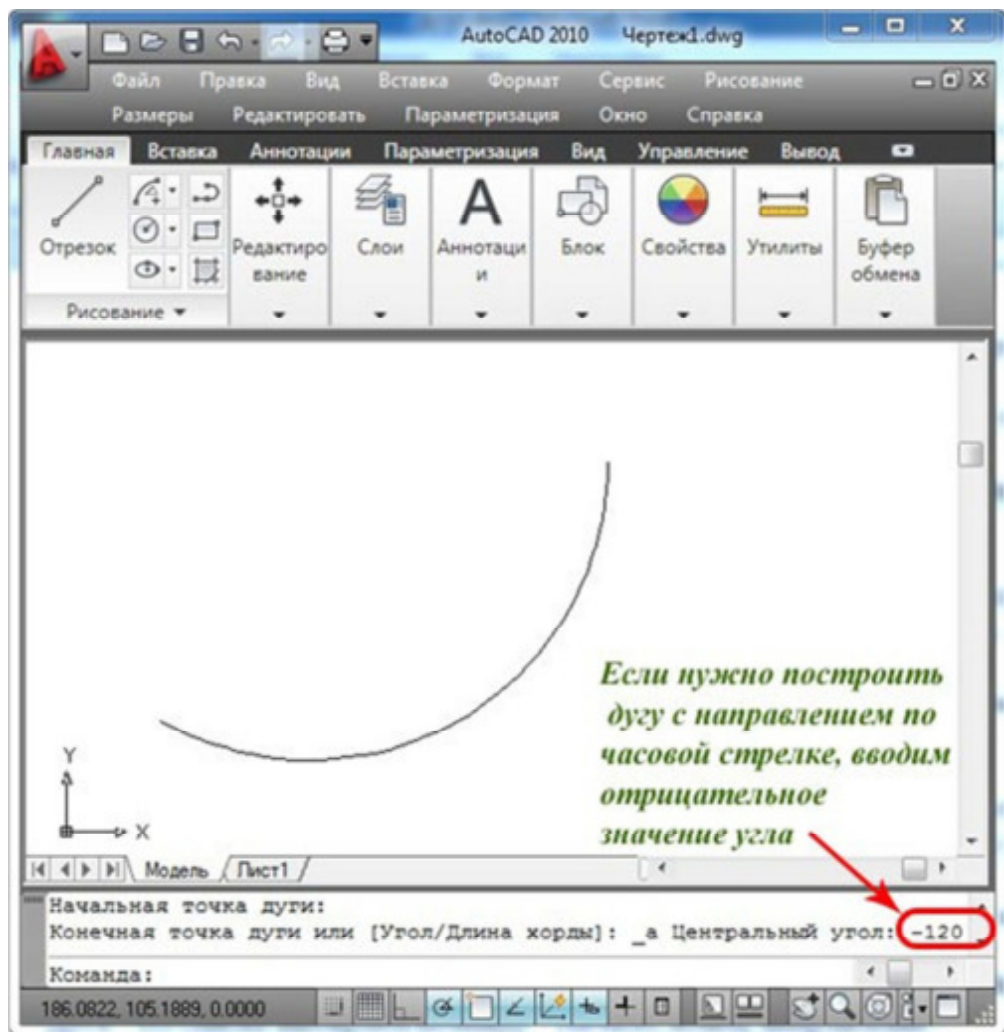 AutoCAD 2010 Чертеж1.dwg
Файл Правка Вид Вставка Формат Сервис Рисование
Размеры Редактировать Параметризация Окно Справка
Главная Вставка Аннотации Параметризация Вид Управление Вывод
Отрезок
Редактиро
вание
Слои
Аннотаци
и
Блок
Свойства
Утилиты
Буфер
обмена
Рисование
Если нужно построить
дугу с направлением по
часовой стрелке, вводим
отрицательное
значение угла
Y
X
Модель Лист1
Начальная точка дуги:
Конечная точка дуги или [Угол/Длина хорды]: _a Центральный угол: -120
Команда:
186.0822, 105.1889, 0.0000